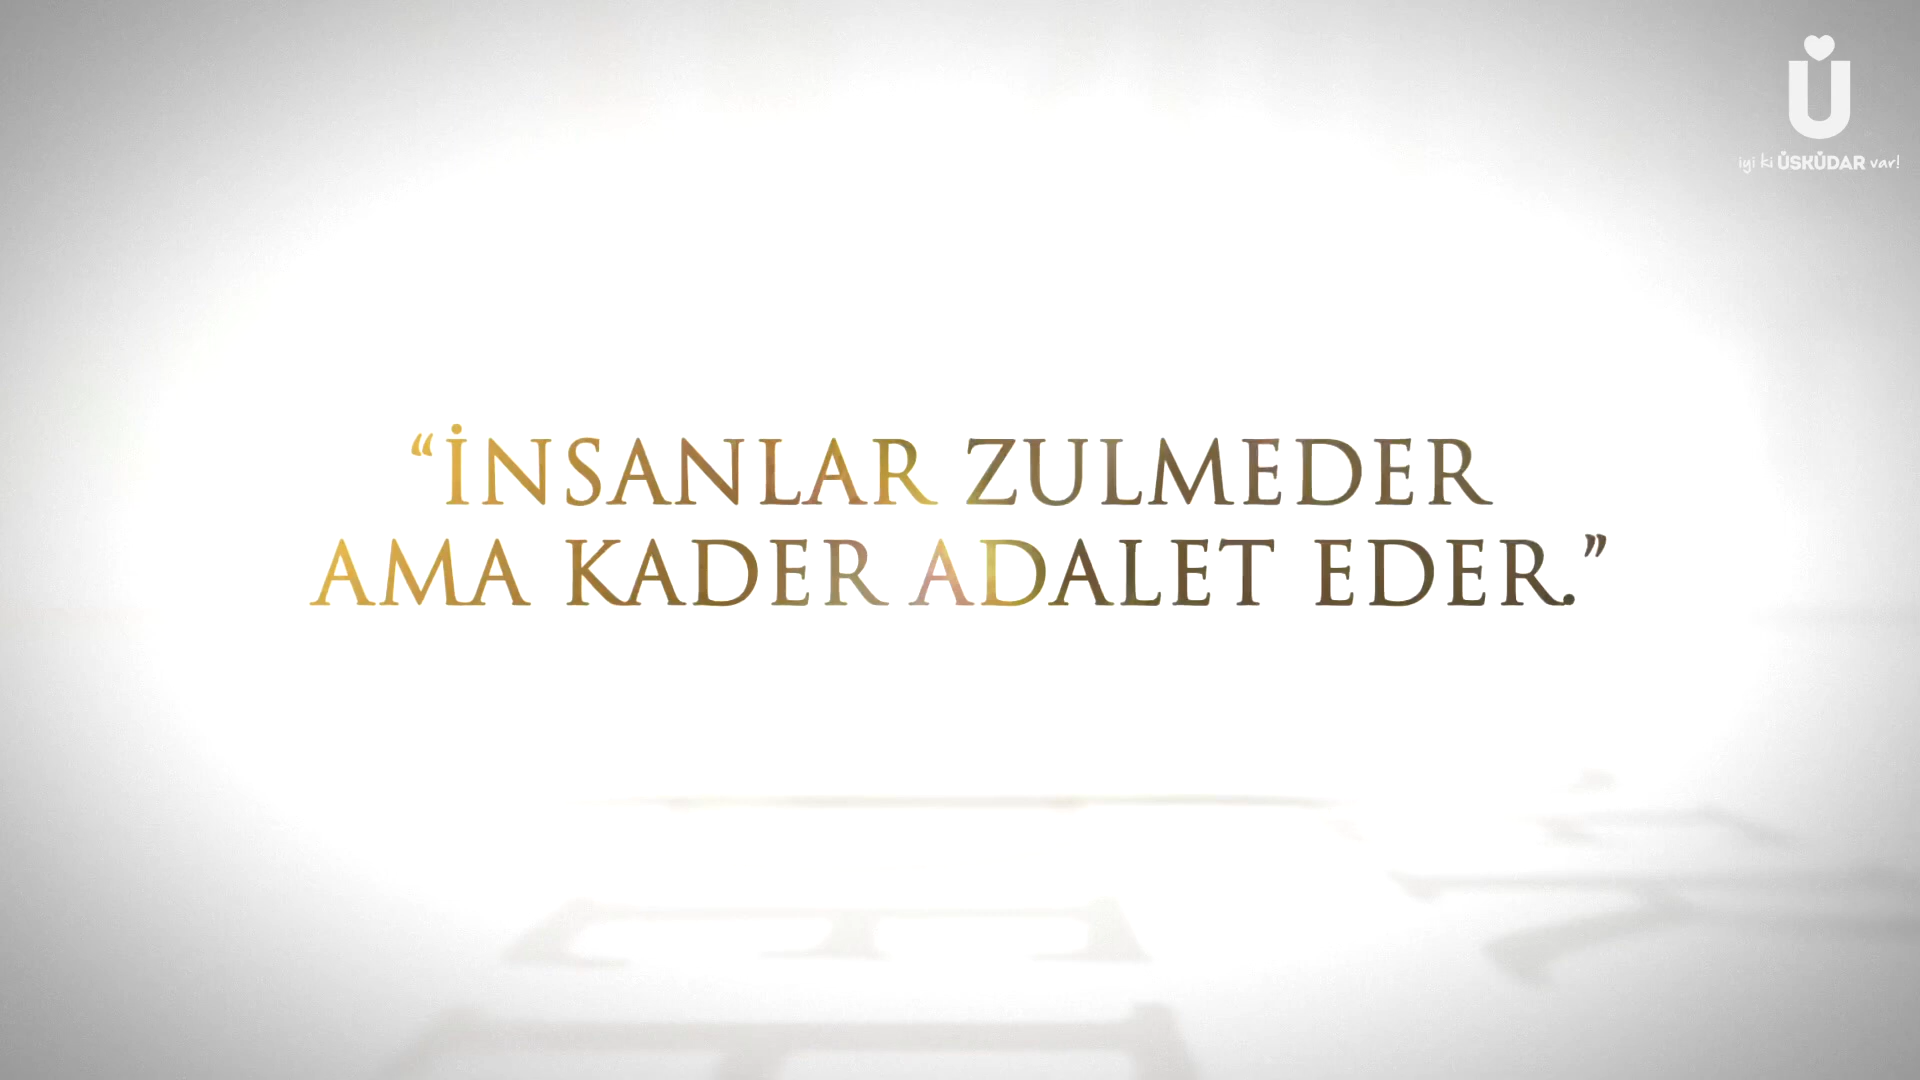 iyi ki ÜSKÜDAR var!
“İNSANLAR ZULMEDER
AMA KADER ADALET EDER.”